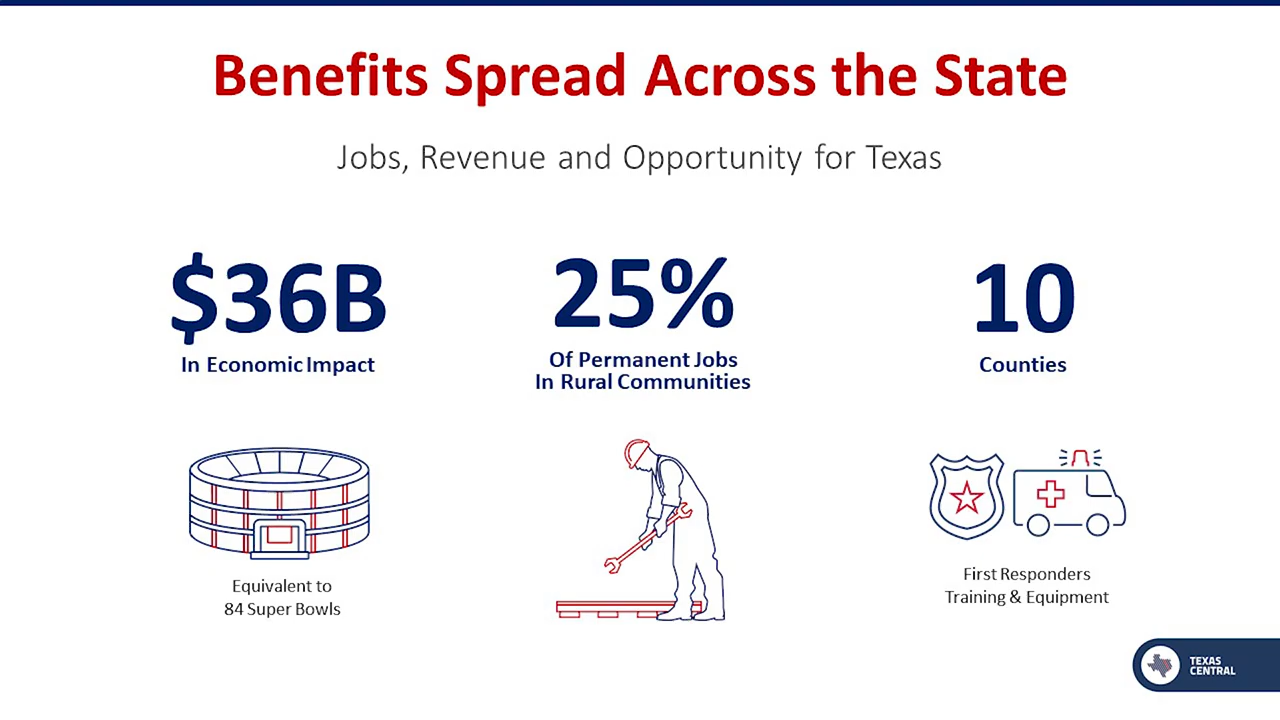 Benefits Spread Across the State
Jobs, Revenue and Opportunity for Texas
$36B
In Economic Impact
Equivalent to
84 Super Bowls
25%
Of Permanent Jobs
In Rural Communities
10
Counties
First Responders
Training & Equipment
TEXAS
CENTRAL